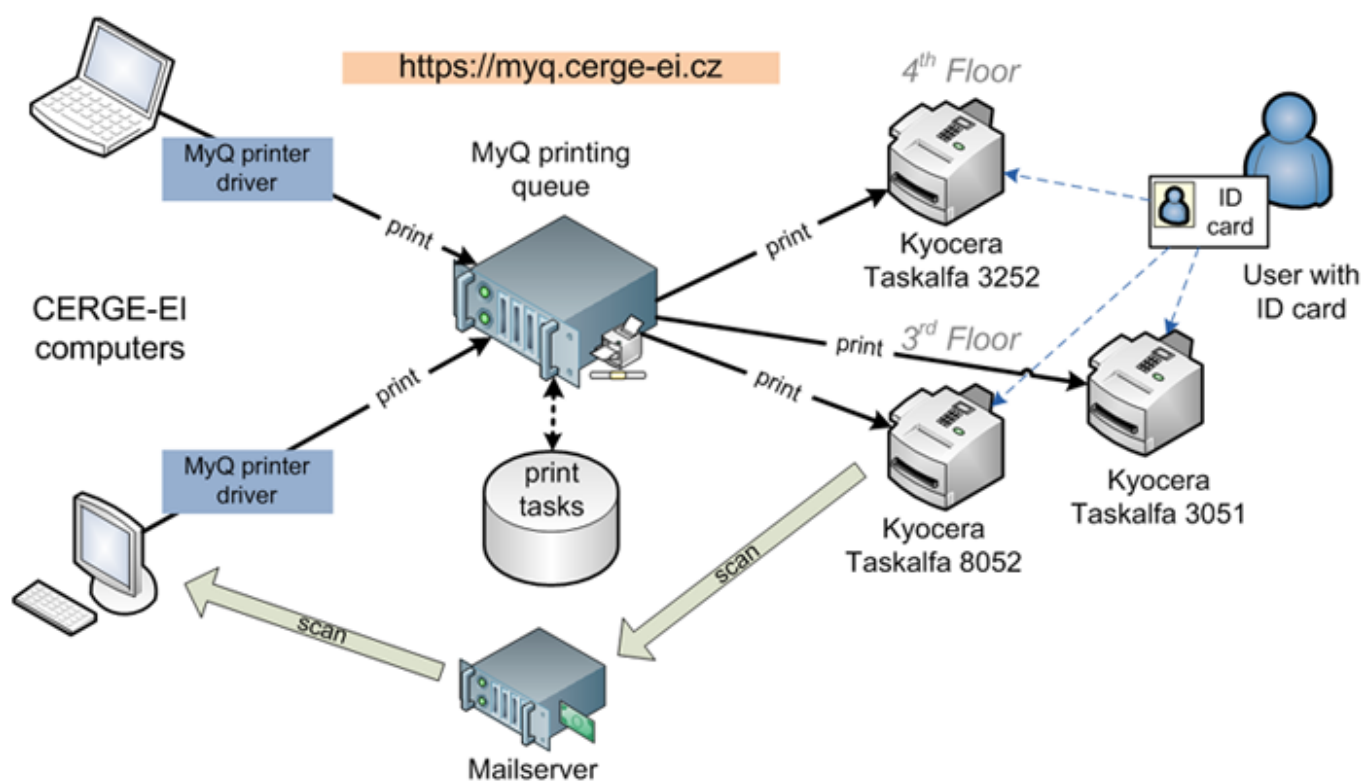 https://myq.cerge-ei.cz
4th Floor
MyQ printer
driver
MyQ printing
queue
ID
card
print
print
Kyocera
Taskalfa 3252
User with
ID card
CERGE-EI
computers
3rd Floor
print
print
print
MyQ printer
driver
print
tasks
Kyocera
Taskalfa 3051
Kyocera
Taskalfa 8052
scan
scan
Mailserver